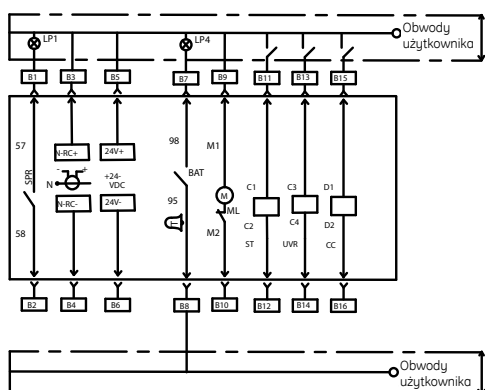 LP1
LP4
Obwody
użytkownika
B1 B3 B5 B7 B9 B11 B13 B15
57
SPR
58
N-RC+
- +
N
N-RC-
24V+
+24-
VDC
24V-
98
BAT
95
M1
M
ML
M2
C1
C2
ST
C3
C4
UVR
D1
D2
CC
B2 B4 B6 B8 B10 B12 B14 B16
Obwody
użytkownika